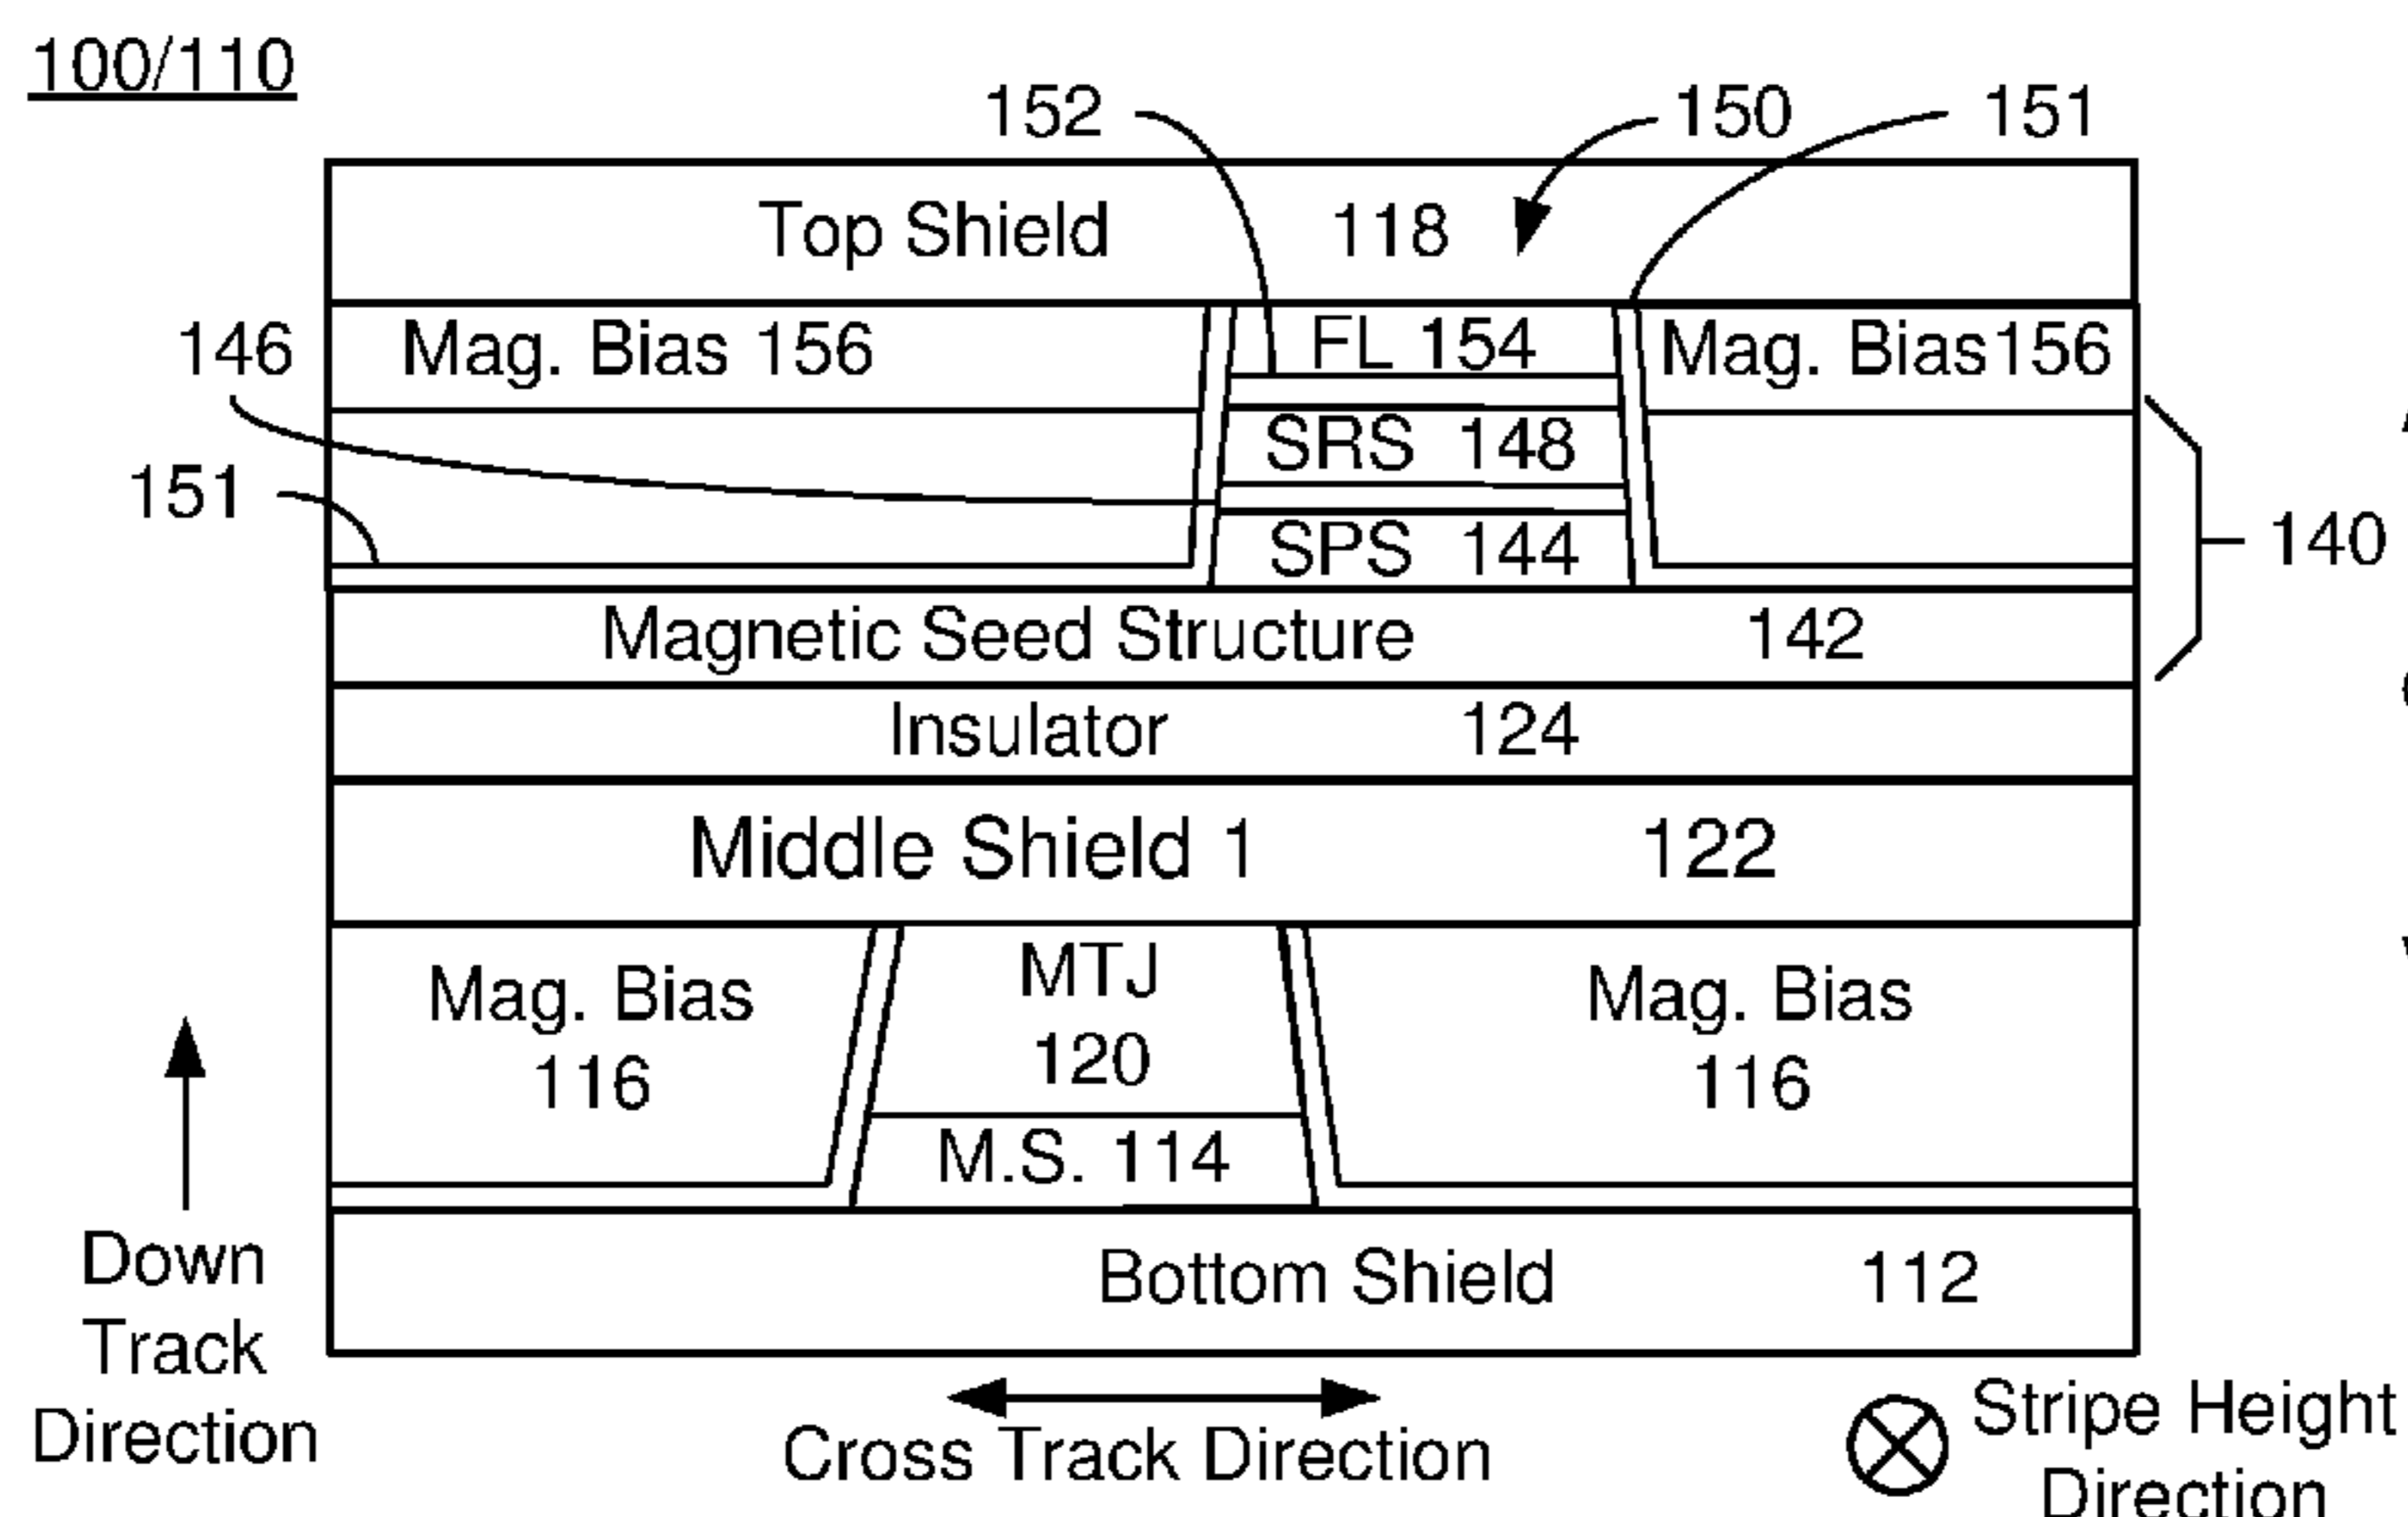 100/110
152
150
151
Top Shield 118
146
Mag. Bias 156
FL 154
Mag. Bias156
SRS 148
151
SPS 144
140
Magnetic Seed Structure 142
Insulator 124
Middle Shield 1 122
Mag. Bias
116
MTJ
120
Mag. Bias
116
M.S. 114
Bottom Shield 112
Down
Track
Direction
Cross Track Direction
Stripe Height
Direction